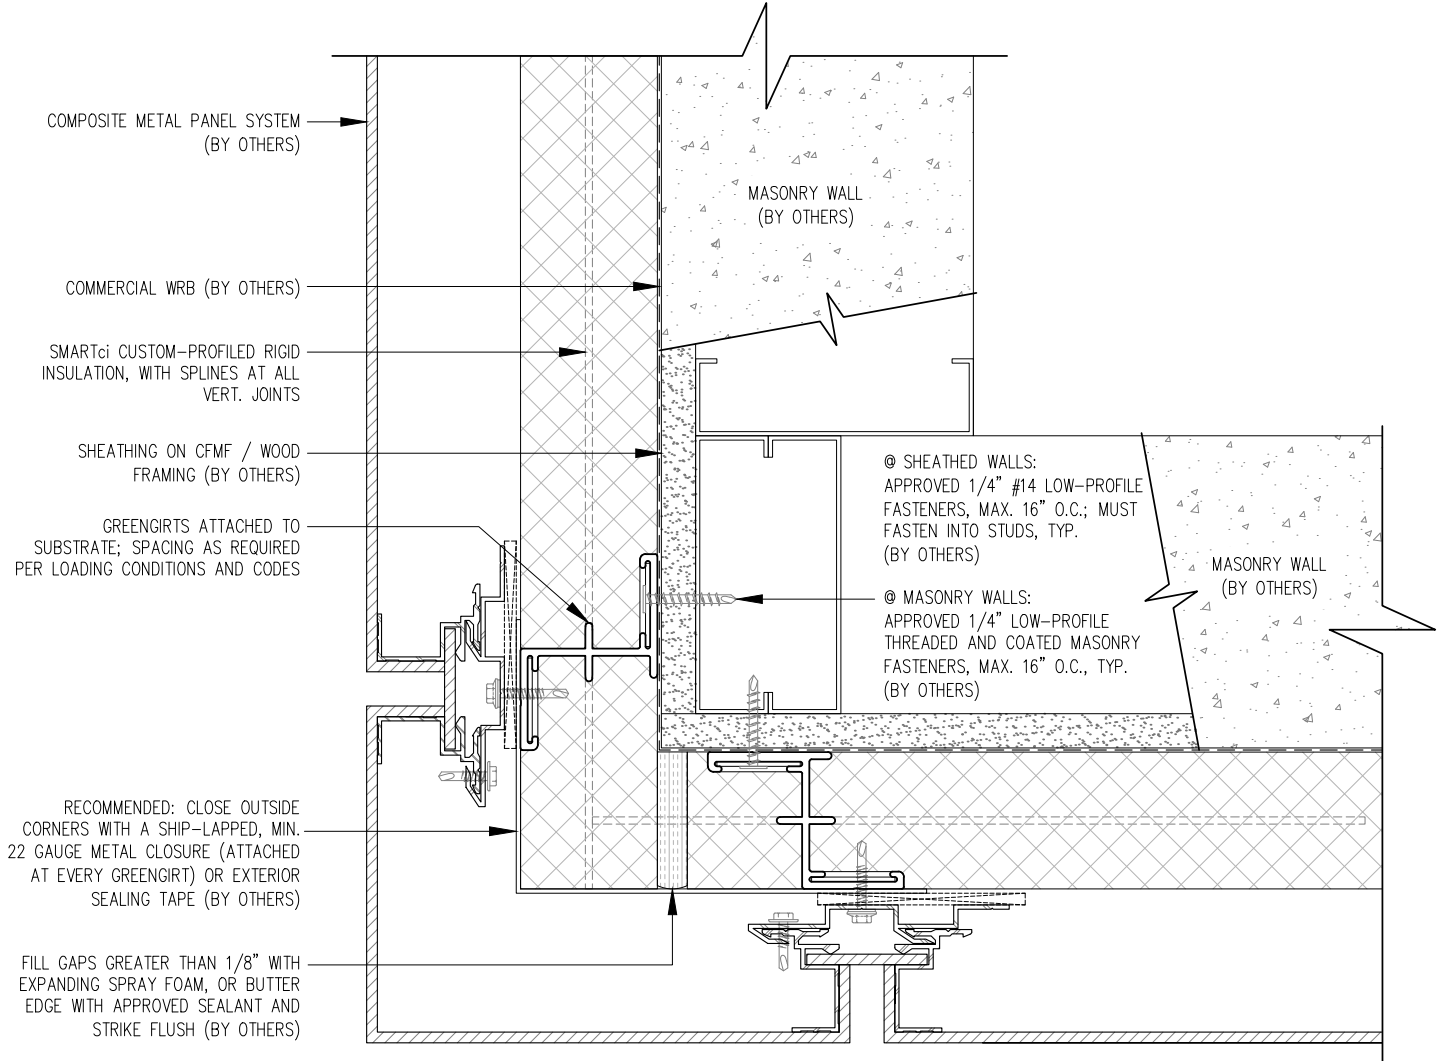 COMPOSITE METAL PANEL SYSTEM
(BY OTHERS)
MASONRY WALL
(BY OTHERS)
COMMERCIAL WRB (BY OTHERS)
SMARTci CUSTOM-PROFILED RIGID
INSULATION, WITH SPLINES AT ALL
VERT. JOINTS
SHEATHING ON CFMF / WOOD
FRAMING (BY OTHERS)
GREENGIRTS ATTACHED TO
SUBSTRATE; SPACING AS REQUIRED
PER LOADING CONDITIONS AND CODES
@ SHEATHED WALLS:
APPROVED 1/4" #14 LOW-PROFILE
FASTENERS, MAX. 16" O.C.; MUST
FASTEN INTO STUDS, TYP.
(BY OTHERS)
@ MASONRY WALLS:
APPROVED 1/4" LOW-PROFILE
THREADED AND COATED MASONRY
FASTENERS, MAX. 16" O.C., TYP.
(BY OTHERS)
MASONRY WALL
(BY OTHERS)
RECOMMENDED: CLOSE OUTSIDE
CORNERS WITH A SHIP-LAPPED, MIN.
22 GAUGE METAL CLOSURE (ATTACHED
AT EVERY GREENGIRT) OR EXTERIOR
SEALING TAPE (BY OTHERS)
FILL GAPS GREATER THAN 1/8" WITH
EXPANDING SPRAY FOAM, OR BUTTER
EDGE WITH APPROVED SEALANT AND
STRIKE FLUSH (BY OTHERS)